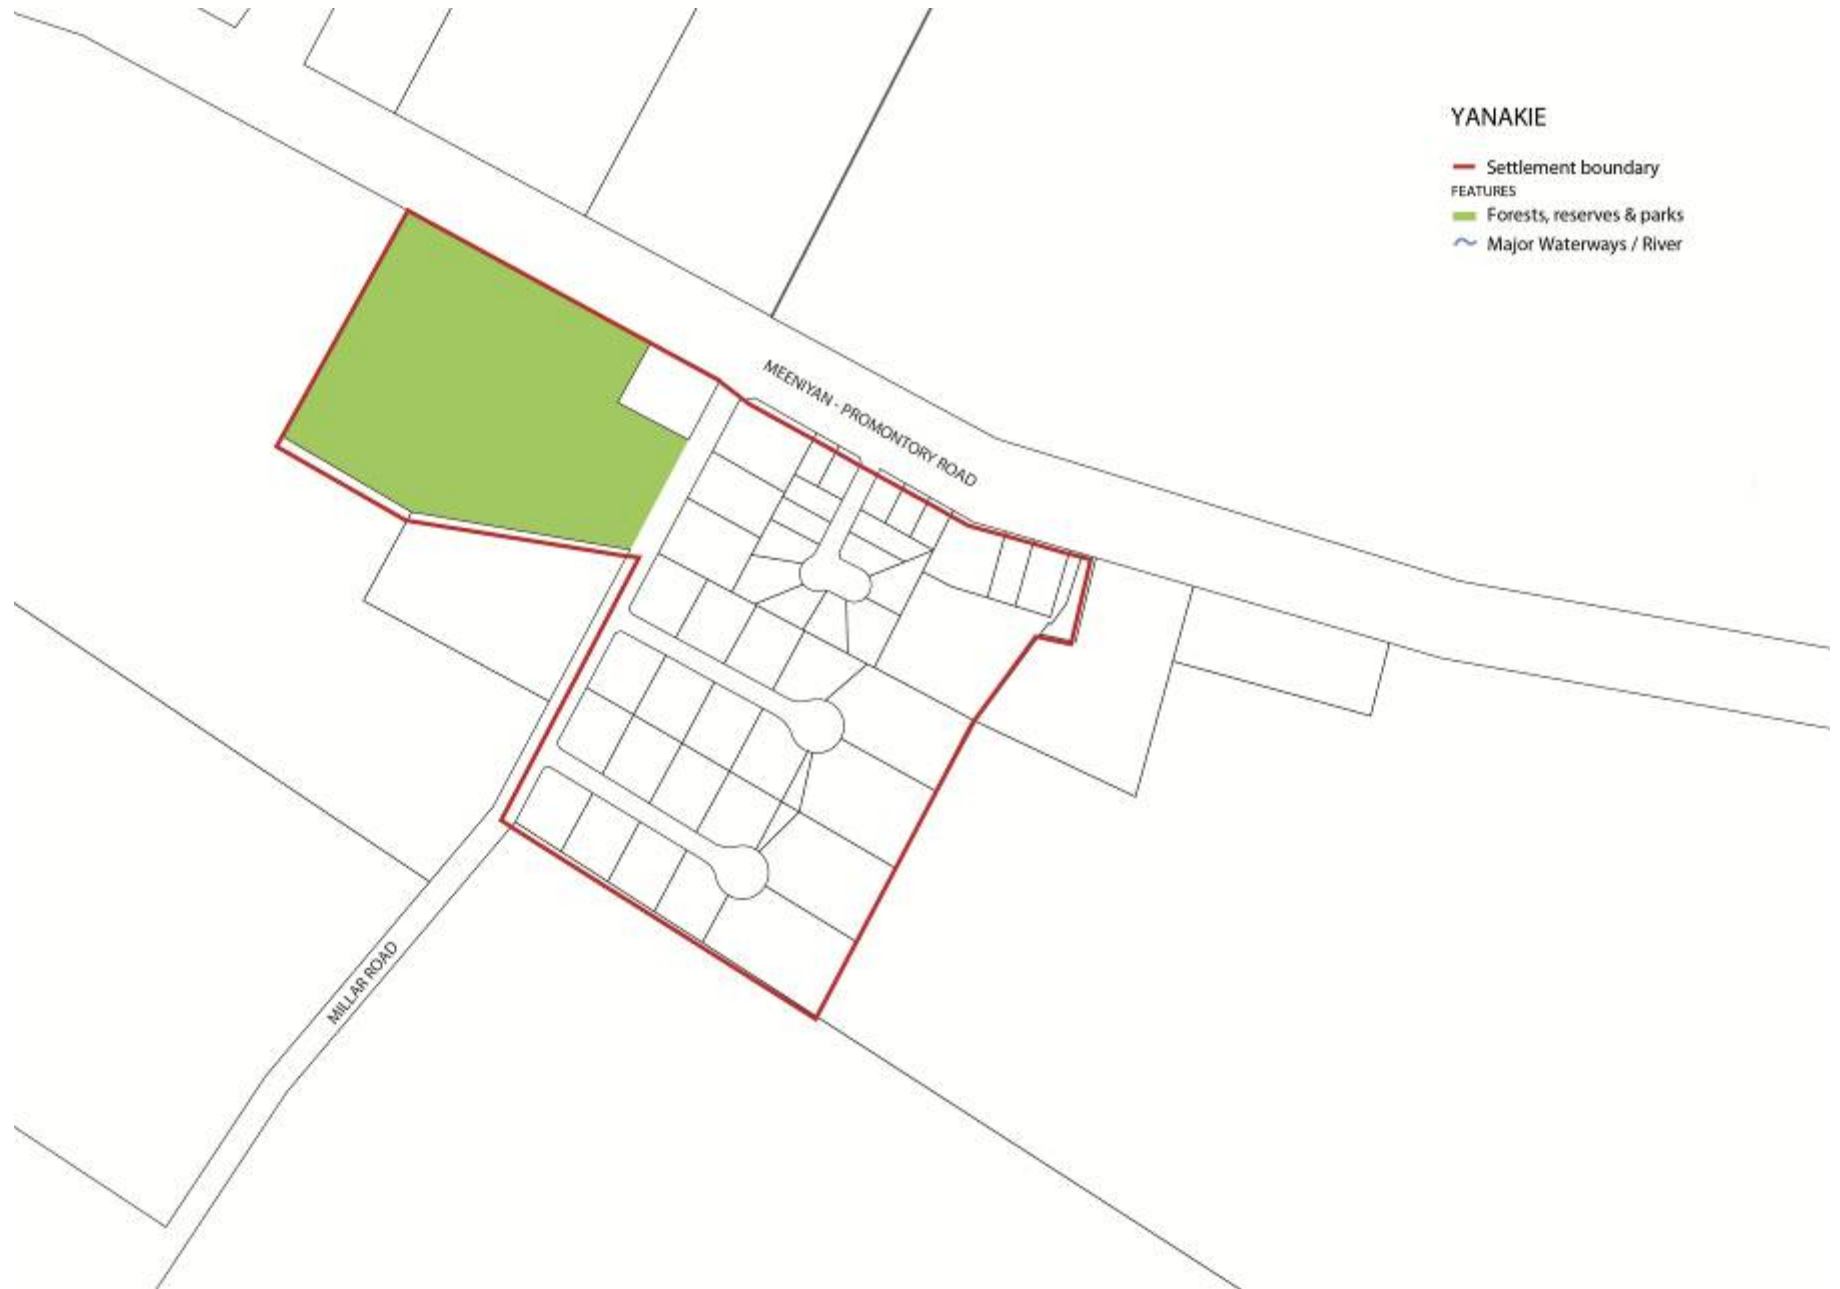 YANAKIE
Settlement boundary
FEATURES
Forests, reserves & parks
Major Waterways / River
MEENIYAN - PROMONTORY ROAD
MILLAR ROAD